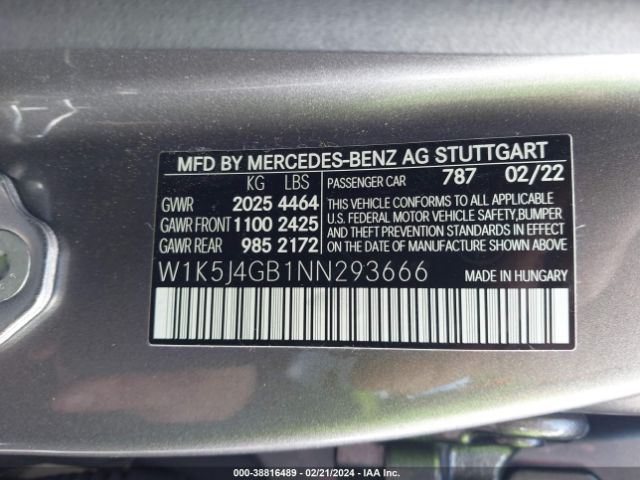 MFD BY MERCEDES-BENZ AG STUTTGART
KG LBS PASSENGER CAR 787 02/22
GVWR 2025 4464
GAWR FRONT 1100 2425
GAWR REAR 985 2172
THIS VEHICLE CONFORMS TO ALL APPLICABLE
U.S. FEDERAL MOTOR VEHICLE SAFETY, BUMPER
AND THEFT PREVENTION STANDARDS IN EFFECT
ON THE DATE OF MANUFACTURE SHOWN ABOVE.
W1K5J4GB1NN293666 MADE IN HUNGARY
000-38816489 - 02/21/2024 - IAA Inc.